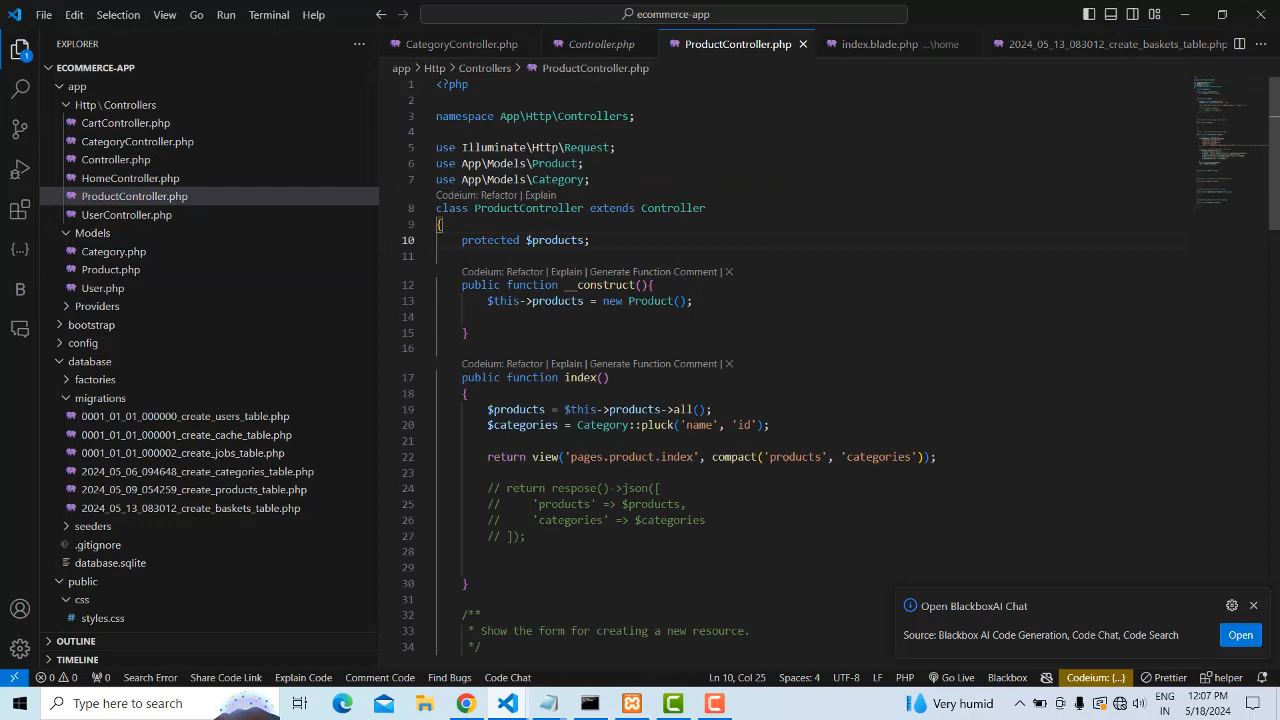 File Edit Selection View Go Run Terminal Help
ecommerce-app
EXPLORER
CategoryController.php
Controller.php
ProductController.php
index.blade.php ...\home
2024_05_13_083012_create_baskets_table.php
ECOMMERCE-APP
app
Http\Controllers
CartController.php
CategoryController.php
Controller.php
HomeController.php
ProductController.php
UserController.php
Models
Category.php
Product.php
User.php
Providers
bootstrap
config
database
factories
migrations
0001_01_01_000000_create_users_table.php
0001_01_01_000001_create_cache_table.php
0001_01_01_000002_create_jobs_table.php
2024_05_06_094648_create_categories_table.php
2024_05_09_054259_create_products_table.php
2024_05_13_083012_create_baskets_table.php
seeders
.gitignore
database.sqlite
public
css
styles.css
OUTLINE
TIMELINE
app > Http > Controllers > ProductController.php
1 <?php
2
3 namespace App\Http\Controllers;
4
5 use Illuminate\Http\Request;
6 use App\Models\Product;
7 use App\Models\Category;
Codeium: Refactor | Explain
8 class ProductController extends Controller
9 {
10 protected $products;
11
Codeium: Refactor | Explain | Generate Function Comment | X
12 public function __construct(){
13 $this->products = new Product();
14
15 }
16
Codeium: Refactor | Explain | Generate Function Comment | X
17 public function index()
18 {
19 $products = $this->products->all();
20 $categories = Category::pluck('name', 'id');
21
22 return view('pages.product.index', compact('products', 'categories'));
23
24 // return respose()->json([
25 // 'products' => $products,
26 // 'categories' => $categories
27 // ]);
28
29
30 }
31
32 /**
33 * Show the form for creating a new resource.
34 */
Open BlackboxAI Chat
Source: Blackbox AI Code Generation, Code Chat, Code Search
Open
0 0 0 Search Error Share Code Link Explain Code Comment Code Find Bugs Code Chat Ln 10, Col 25 Spaces: 4 UTF-8 LF PHP Go Live Blackbox Codeium: {...} Prettier helper
Type here to search
Very humid
ENG
IN
12:07 PM
5/18/2024